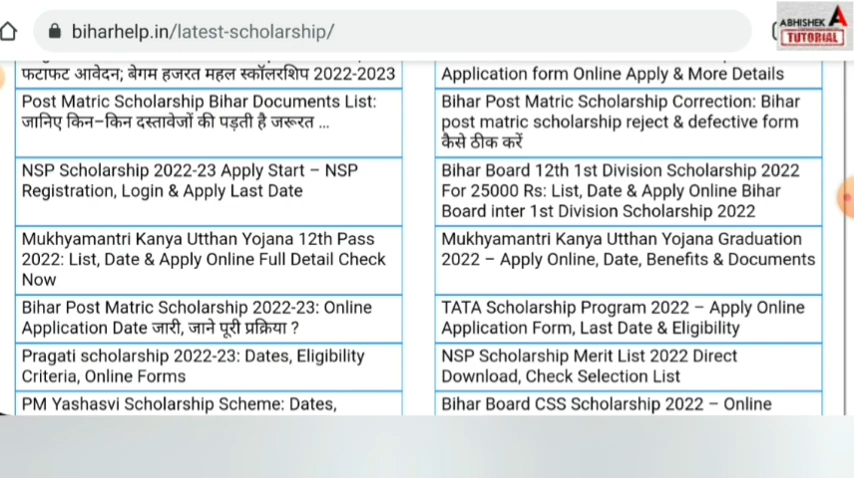 biharhelp.in/latest-scholarship/
ABHISHEK A
TUTORIAL
फटाफट आवेदन; बेगम हजरत महल स्कॉलरशिप 2022-2023
Post Matric Scholarship Bihar Documents List:
जानिए किन-किन दस्तावेजों की पड़ती है जरूरत ...
NSP Scholarship 2022-23 Apply Start – NSP
Registration, Login & Apply Last Date
Mukhyamantri Kanya Utthan Yojana 12th Pass
2022: List, Date & Apply Online Full Detail Check
Now
Bihar Post Matric Scholarship 2022-23: Online
Application Date जारी, जाने पूरी प्रक्रिया ?
Pragati scholarship 2022-23: Dates, Eligibility
Criteria, Online Forms
PM Yashasvi Scholarship Scheme: Dates,
Application form Online Apply & More Details
Bihar Post Matric Scholarship Correction: Bihar
post matric scholarship reject & defective form
कैसे ठीक करें
Bihar Board 12th 1st Division Scholarship 2022
For 25000 Rs: List, Date & Apply Online Bihar
Board inter 1st Division Scholarship 2022
Mukhyamantri Kanya Utthan Yojana Graduation
2022 – Apply Online, Date, Benefits & Documents
TATA Scholarship Program 2022 – Apply Online
Application Form, Last Date & Eligibility
NSP Scholarship Merit List 2022 Direct
Download, Check Selection List
Bihar Board CSS Scholarship 2022 – Online